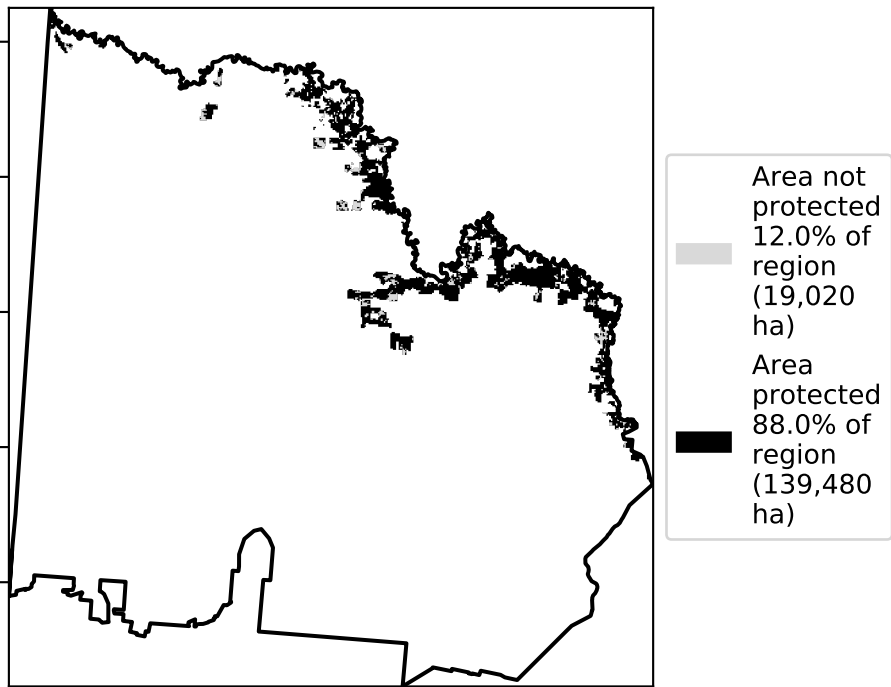 Area not
protected
12.0% of
region
(19,020
ha)
Area
protected
88.0% of
region
(139,480
ha)